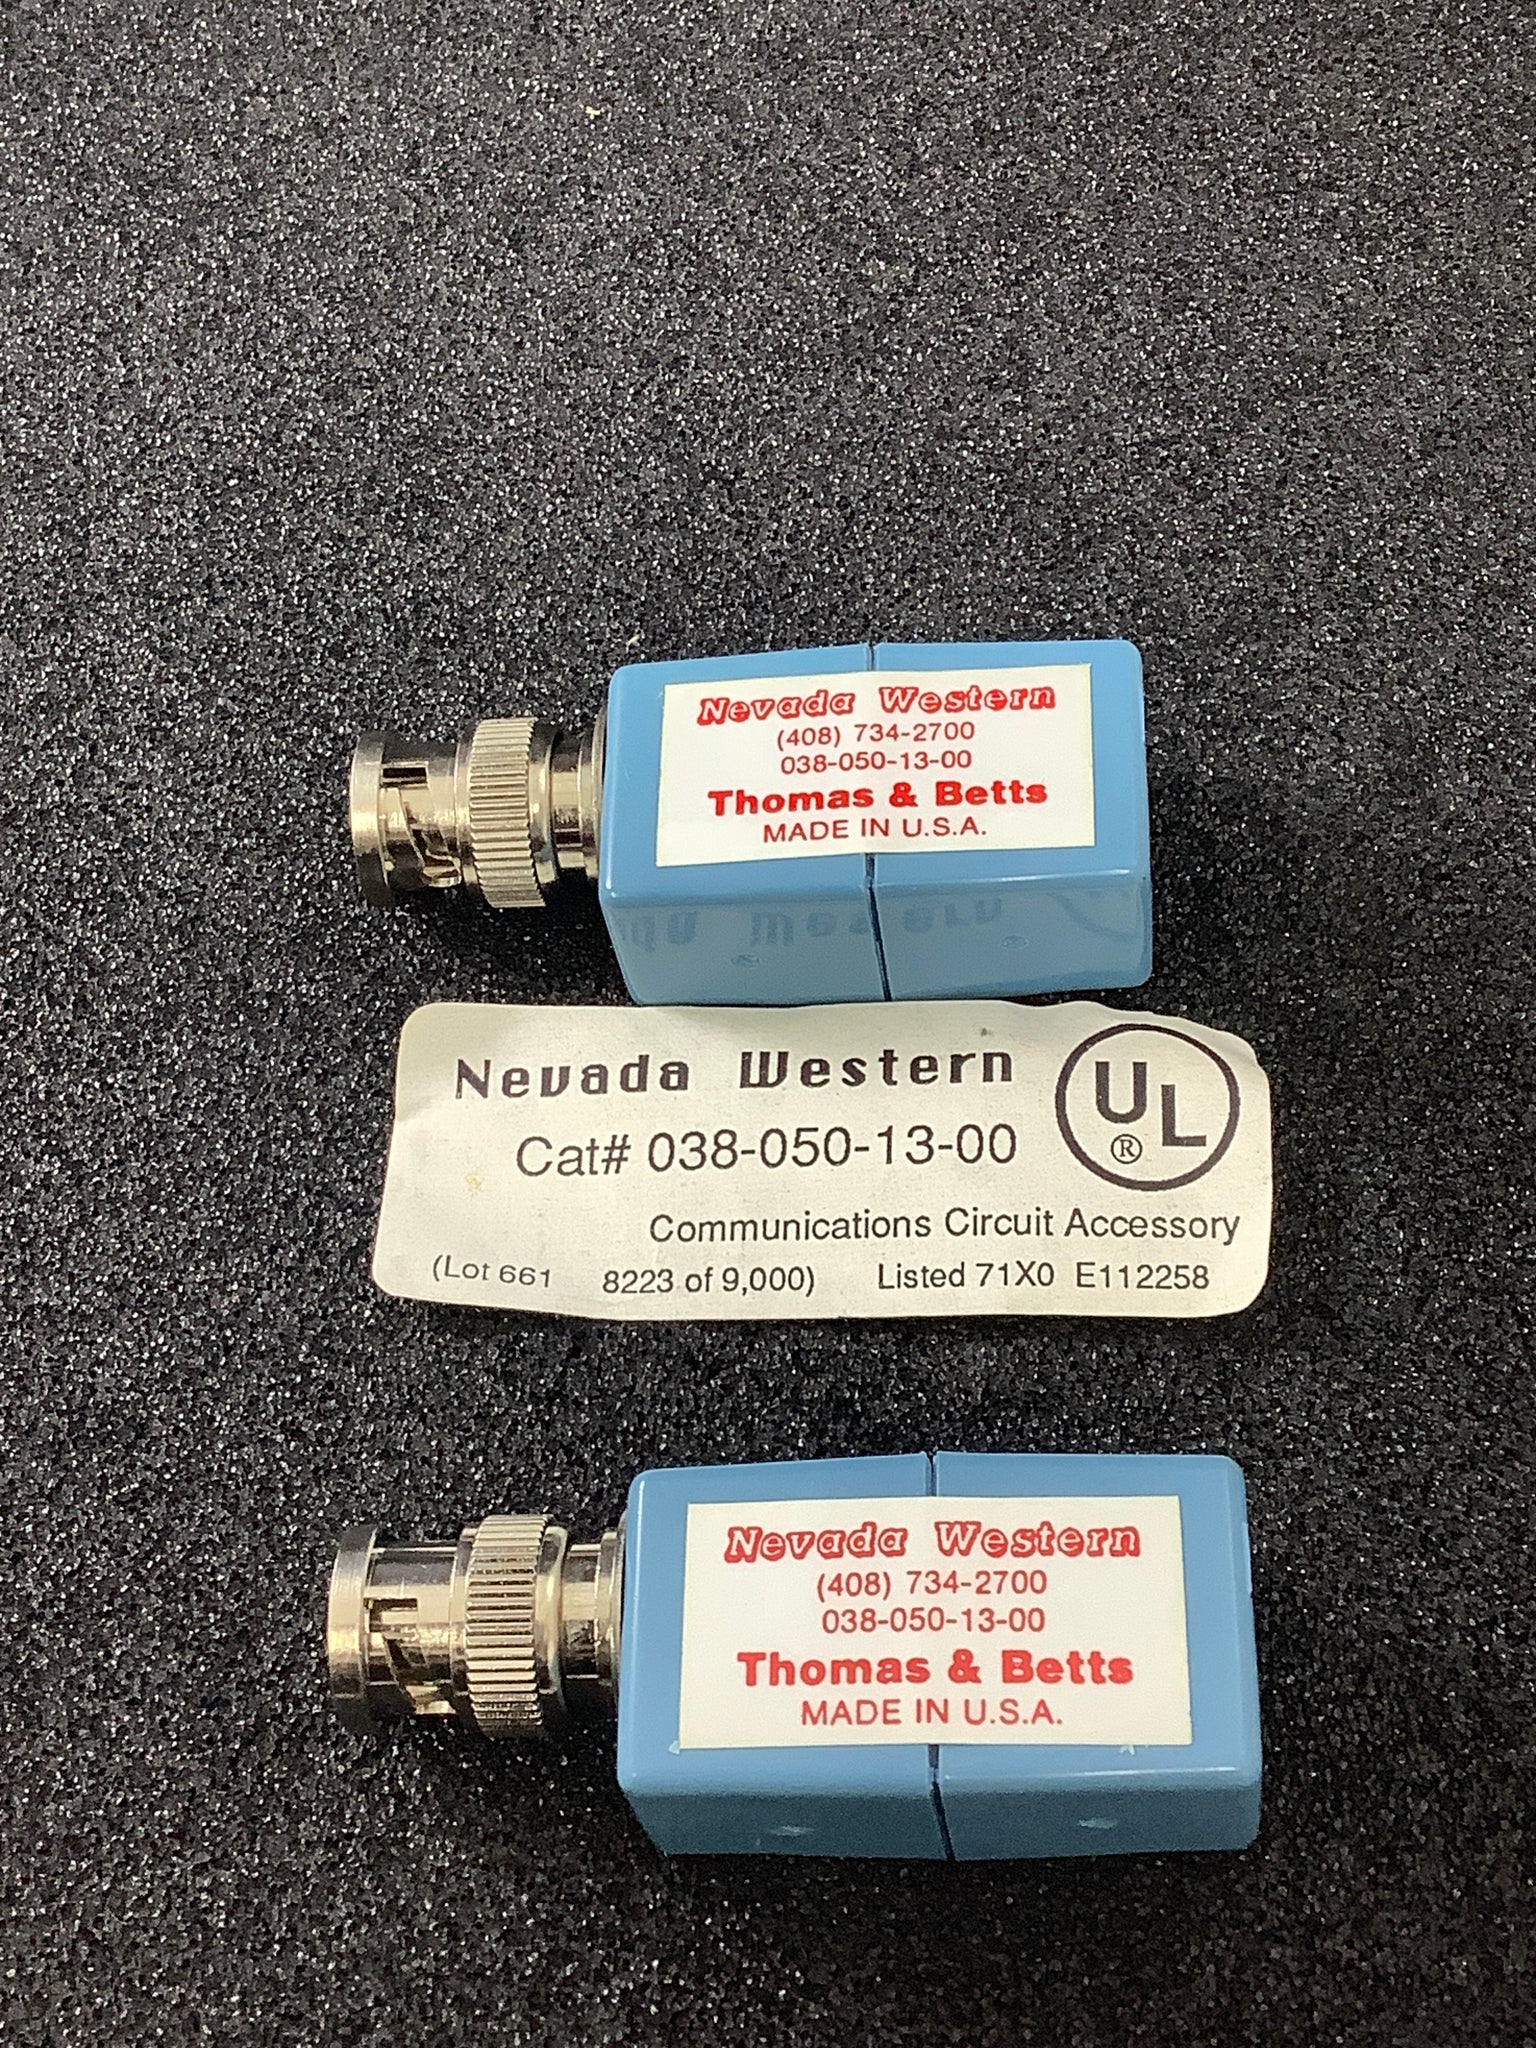 Nevada Western
(408) 734-2700
038-050-13-00
Thomas & Betts
MADE IN U.S.A.
Nevada Western
Cat# 038-050-13-00
UL
®
Communications Circuit Accessory
(Lot 661 8223 of 9,000) Listed 71X0 E112258
Nevada Western
(408) 734-2700
038-050-13-00
Thomas & Betts
MADE IN U.S.A.